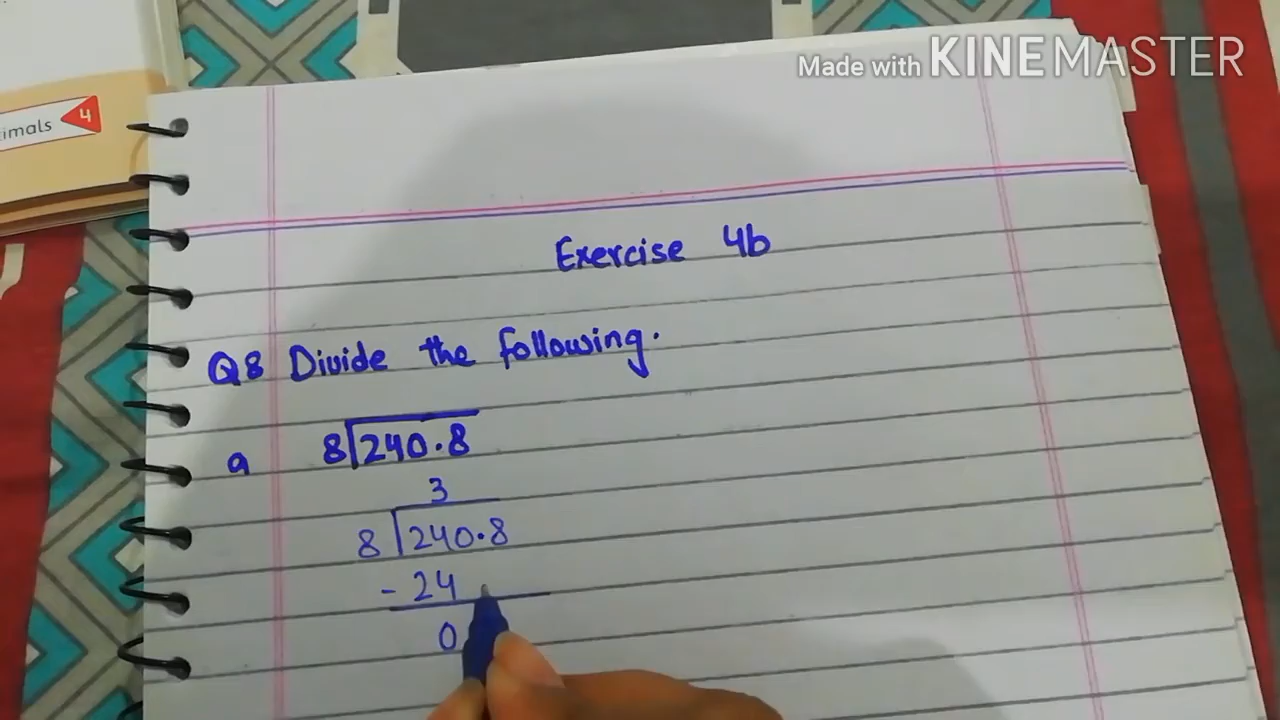 Made with KINEMASTER
4
Exercise 4b
Q8 Divide the following.
a 8 240.8
3
8 240.8
- 24
0